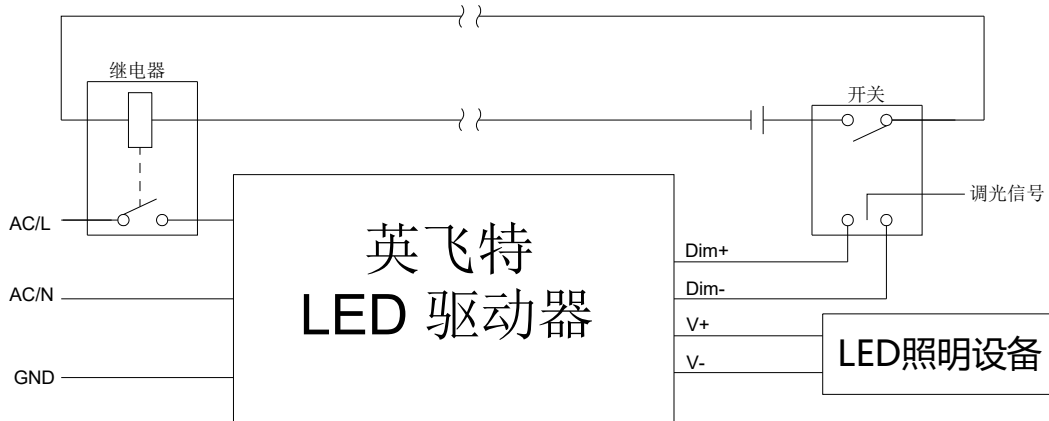 继电器
开关
调光信号
AC/L
英飞特
LED 驱动器
Dim+
Dim-
AC/N
V+
V-
LED照明设备
GND